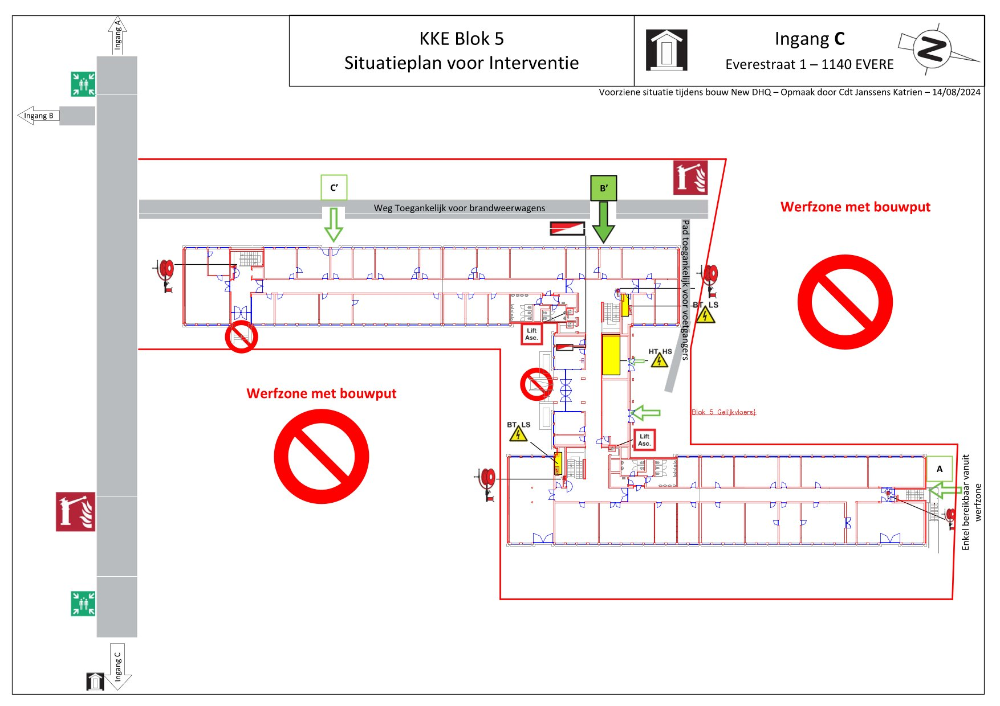 KKE Blok 5
Situatieplan voor Interventie
Ingang C
Everestraat 1 – 1140 EVERE
N
Voorziene situatie tijdens bouw New DHQ – Opmaak door Cdt Janssens Katrien – 14/08/2024
Ingang A
Ingang B
C’
B’
Weg Toegankelijk voor brandweerwagens
Werfzone met bouwput
Pad toegankelijk voor voetgangers
BT LS
Lift
Asc.
HT HS
Werfzone met bouwput
Blok 5 Gelijkvloers}
BT LS
Lift
Asc.
A
Enkel bereikbaar vanuit
werfzone
Ingang C